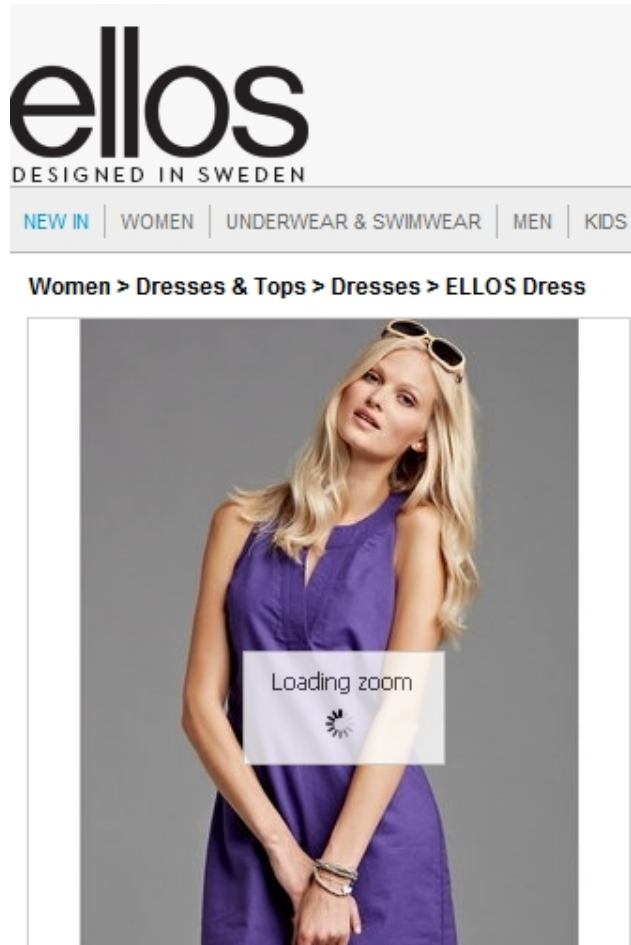 ellos
DESIGNED IN SWEDEN
NEW IN WOMEN UNDERWEAR & SWIMWEAR MEN KIDS
Women > Dresses & Tops > Dresses > ELLOS Dress
Loading zoom